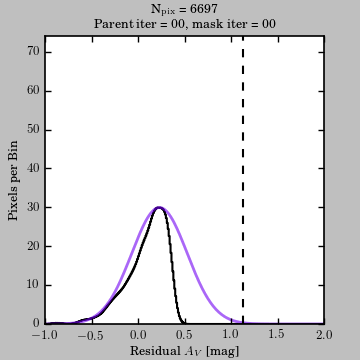 N_pix = 6697
Parent iter = 00, mask iter = 00
70
60
50
40
30
20
10
0
Pixels per Bin
−1.0 −0.5 0.0 0.5 1.0 1.5 2.0
Residual A_V [mag]